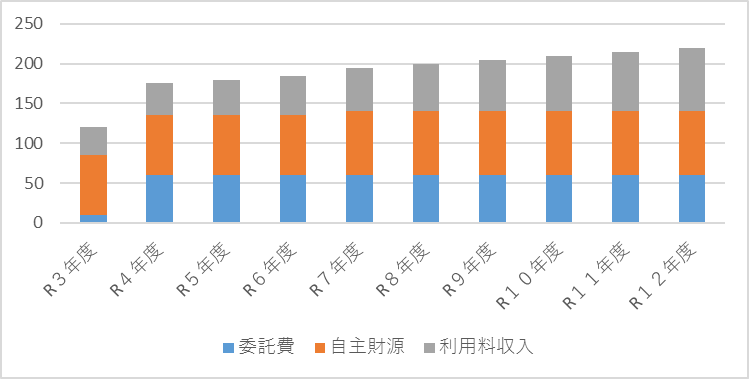 250
200
150
100
50
0
R３年度
R４年度
R５年度
R６年度
R７年度
R８年度
R９年度
R１０年度
R１１年度
R１２年度
委託費 自主財源 利用料収入